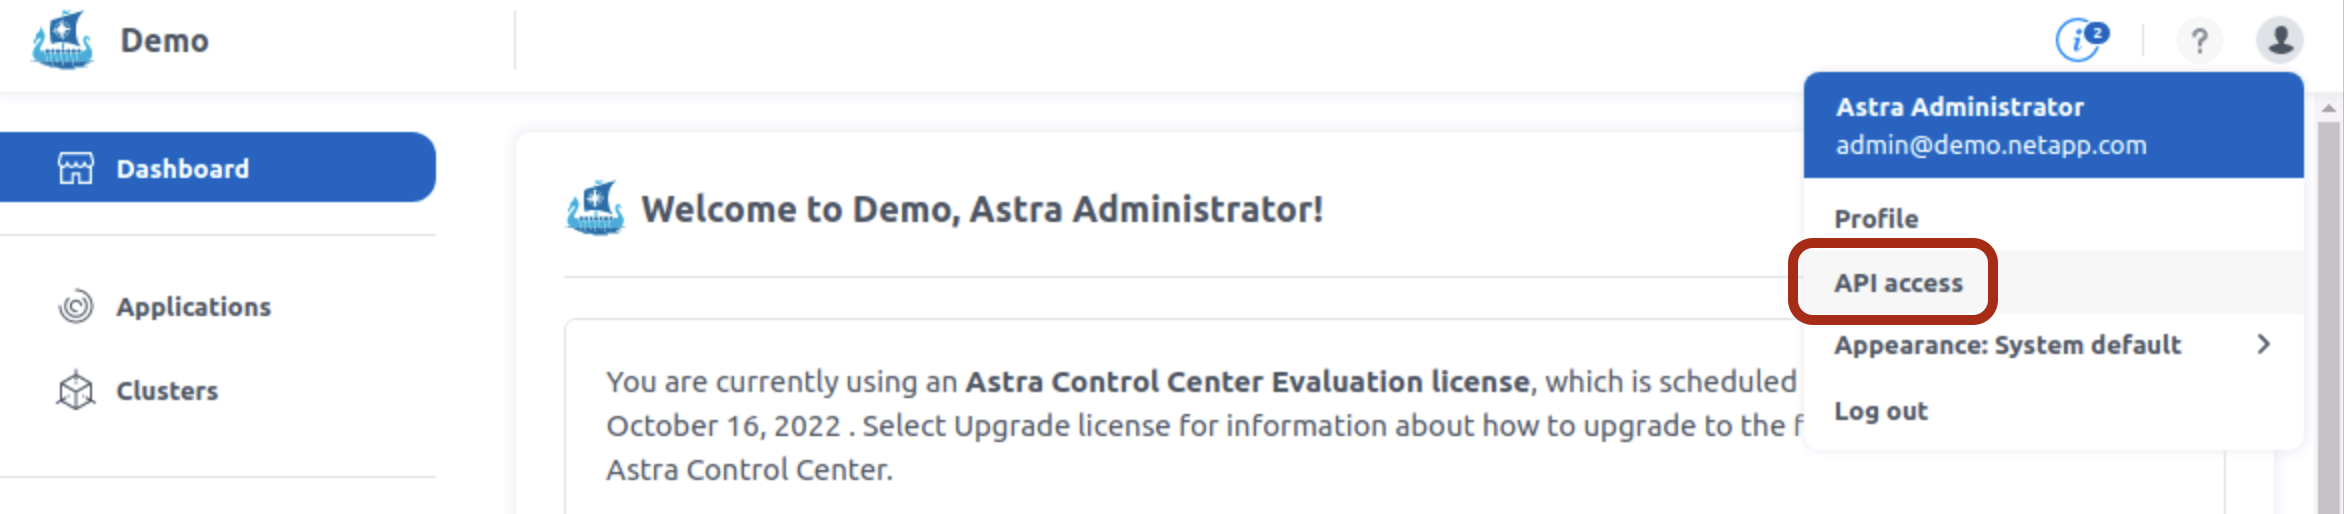 Demo
2
?
Astra Administrator
admin@demo.netapp.com
Profile
API access
Appearance: System default
Log out
Dashboard
Applications
Clusters
Welcome to Demo, Astra Administrator!
You are currently using an Astra Control Center Evaluation license, which is scheduled
October 16, 2022 . Select Upgrade license for information about how to upgrade to the f
Astra Control Center.